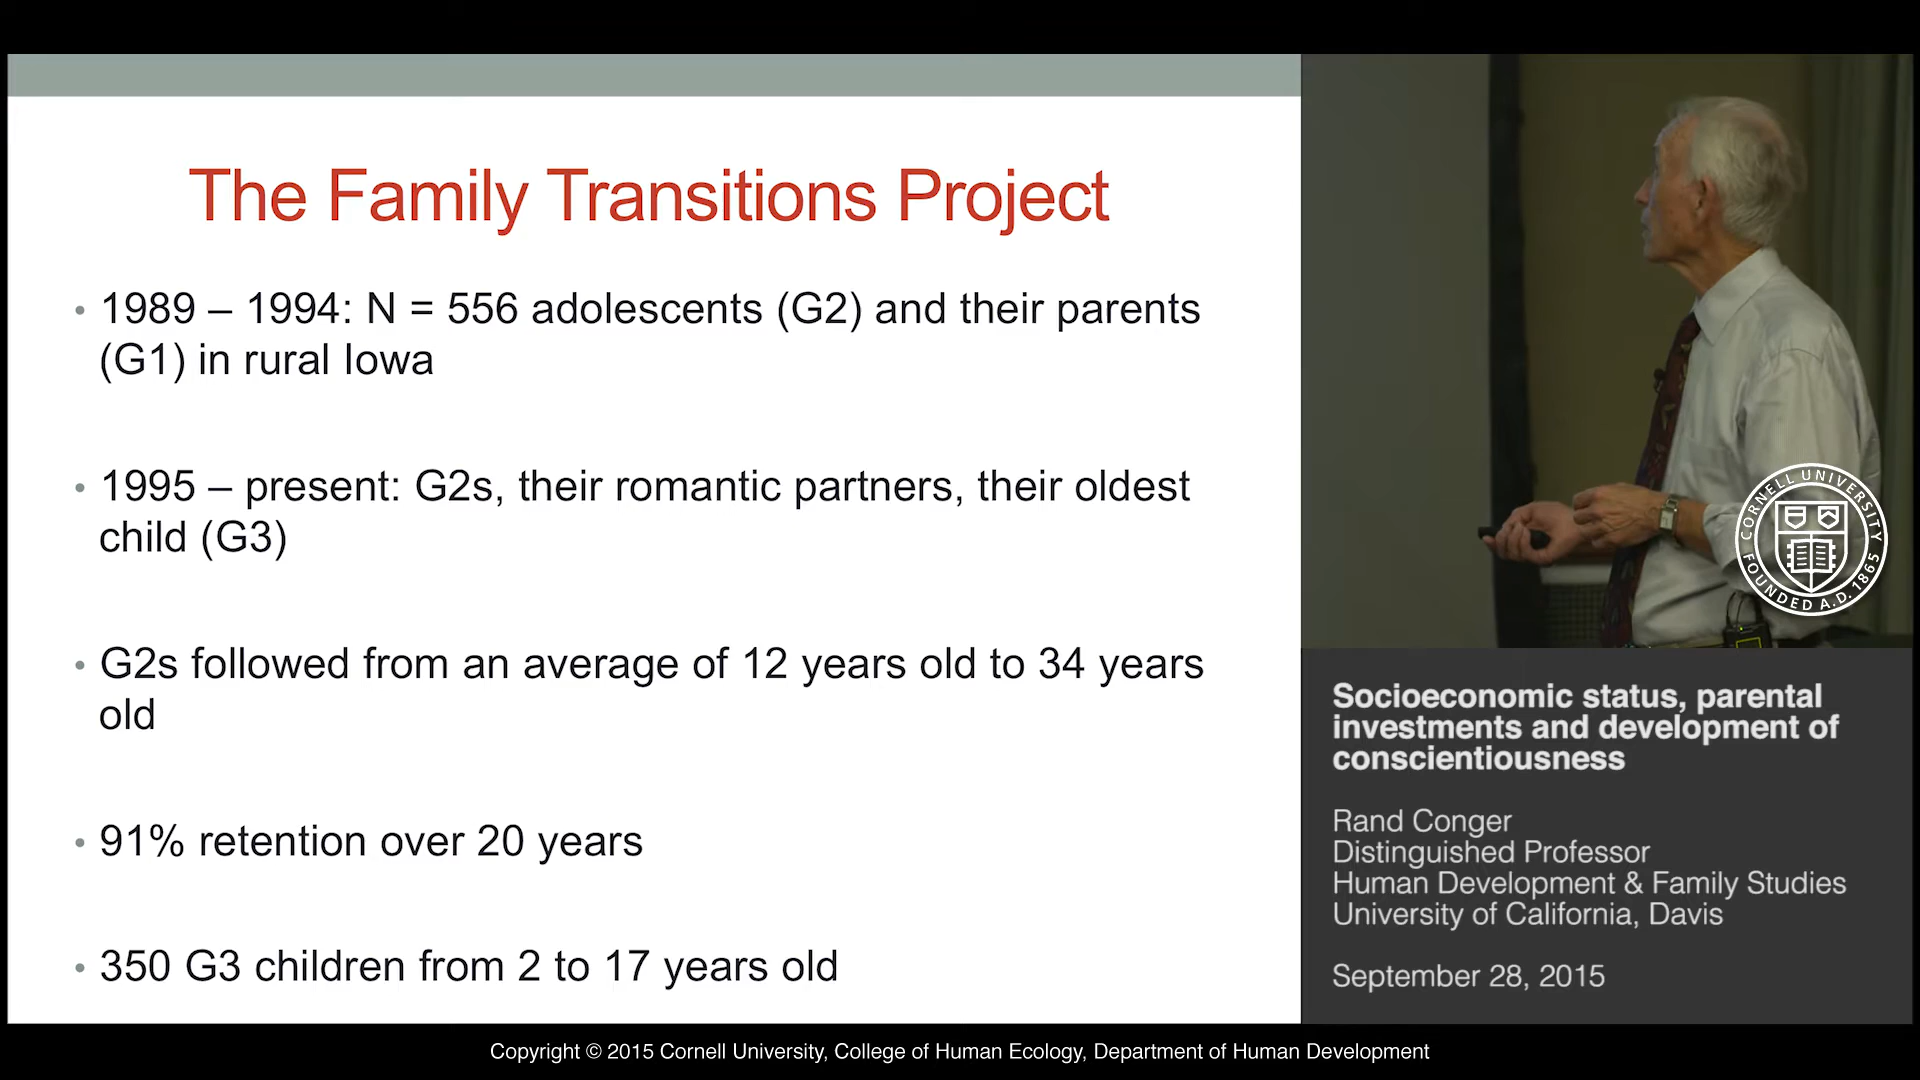 The Family Transitions Project
• 1989 – 1994: N = 556 adolescents (G2) and their parents
(G1) in rural Iowa
• 1995 – present: G2s, their romantic partners, their oldest
child (G3)
• G2s followed from an average of 12 years old to 34 years
old
• 91% retention over 20 years
• 350 G3 children from 2 to 17 years old
CORNELL UNIVERSITY
FOUNDED A.D. 1865
Socioeconomic status, parental
investments and development of
conscientiousness
Rand Conger
Distinguished Professor
Human Development & Family Studies
University of California, Davis
September 28, 2015
Copyright © 2015 Cornell University, College of Human Ecology, Department of Human Development